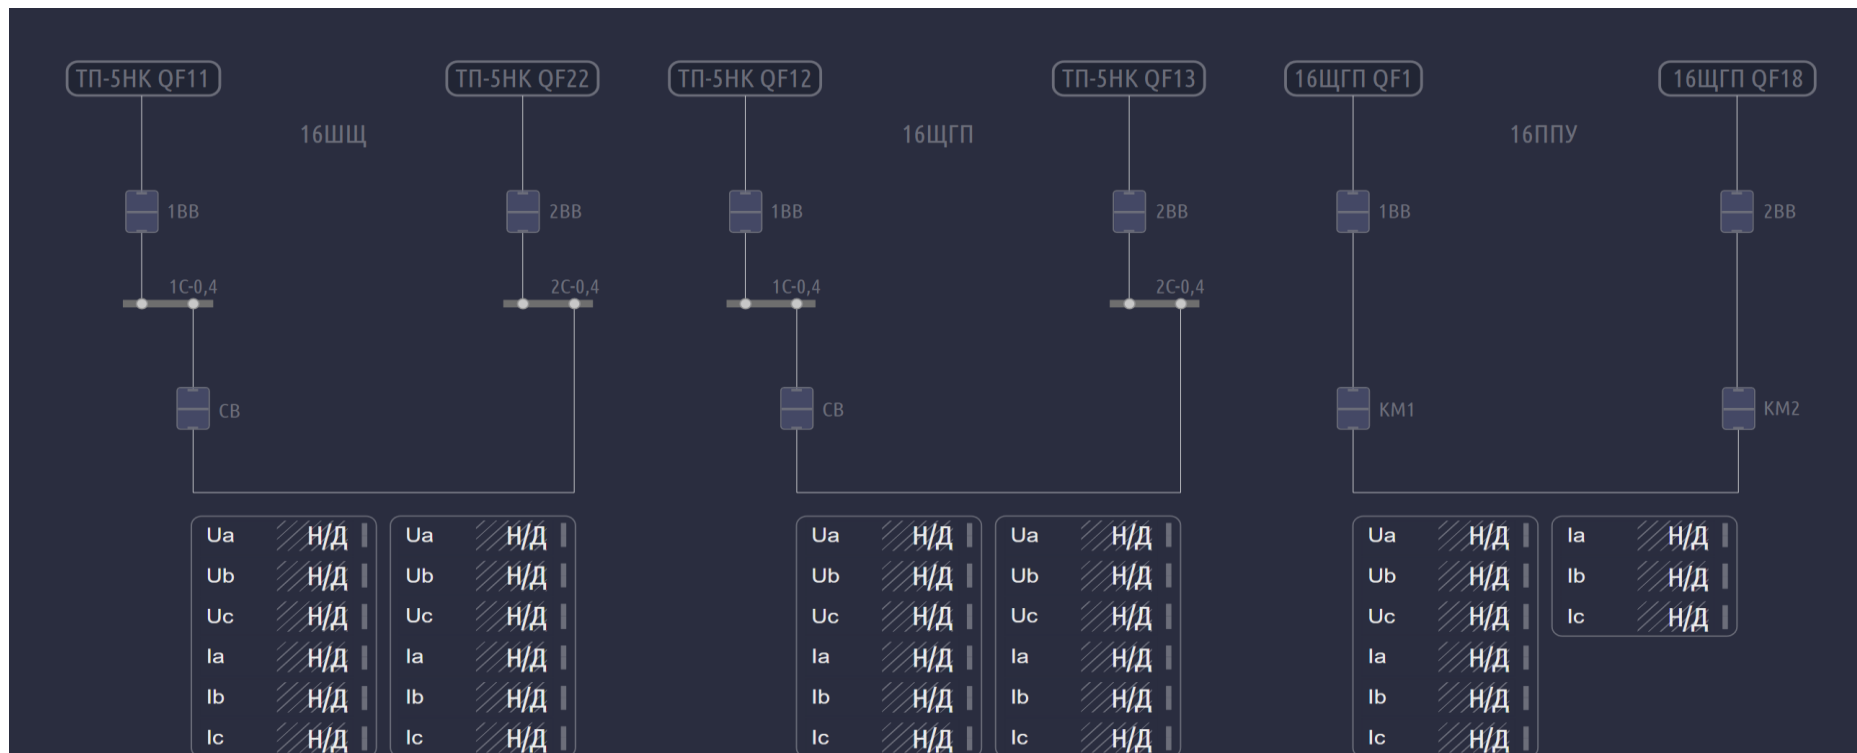 ТП-5НК QF11 ТП-5НК QF22 ТП-5НК QF12 ТП-5НК QF13 16ЩГП QF1 16ЩГП QF18
16ШЩ 16ЩГП 16ППУ
1ВВ 2ВВ 1ВВ 2ВВ 1ВВ 2ВВ
1С-0,4 2С-0,4 1С-0,4 2С-0,4
СВ СВ КМ1 КМ2
Ua Н/Д Ua Н/Д Ua Н/Д Ua Н/Д Ua Н/Д Ia Н/Д
Ub Н/Д Ub Н/Д Ub Н/Д Ub Н/Д Ub Н/Д Ib Н/Д
Uc Н/Д Uc Н/Д Uc Н/Д Uc Н/Д Uc Н/Д Ic Н/Д
Ia Н/Д Ia Н/Д Ia Н/Д Ia Н/Д Ia Н/Д
Ib Н/Д Ib Н/Д Ib Н/Д Ib Н/Д Ib Н/Д
Ic Н/Д Ic Н/Д Ic Н/Д Ic Н/Д Ic Н/Д